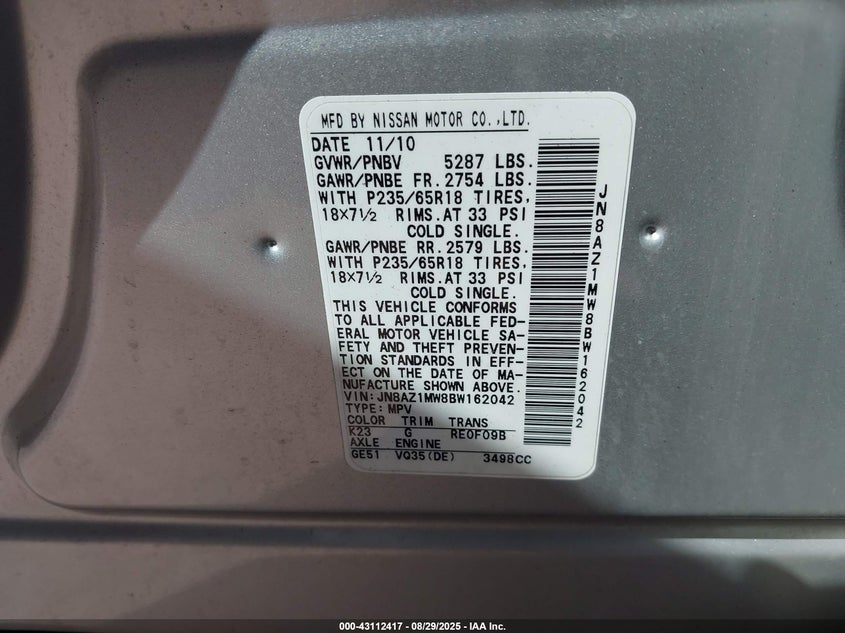 MFD BY NISSAN MOTOR CO.,LTD.
DATE 11/10
GVWR/PNBV 5287 LBS.
GAWR/PNBE FR. 2754 LBS.
WITH P235/65R18 TIRES,
18×7½ RIMS.AT 33 PSI
COLD SINGLE.
GAWR/PNBE RR. 2579 LBS.
WITH P235/65R18 TIRES,
18×7½ RIMS.AT 33 PSI
COLD SINGLE.
THIS VEHICLE CONFORMS
TO ALL APPLICABLE FED-
ERAL MOTOR VEHICLE SA-
FETY AND THEFT PREVEN-
TION STANDARDS IN EFF-
ECT ON THE DATE OF MA-
NUFACTURE SHOWN ABOVE.
VIN: JN8AZ1MW8BW162042
TYPE: MPV
COLOR TRIM TRANS
K23 G RE0F09B
AXLE ENGINE
GE51 VQ35(DE) 3498CC
JN8AZ1MW8BW162042
000-43112417 - 08/29/2025 - IAA Inc.